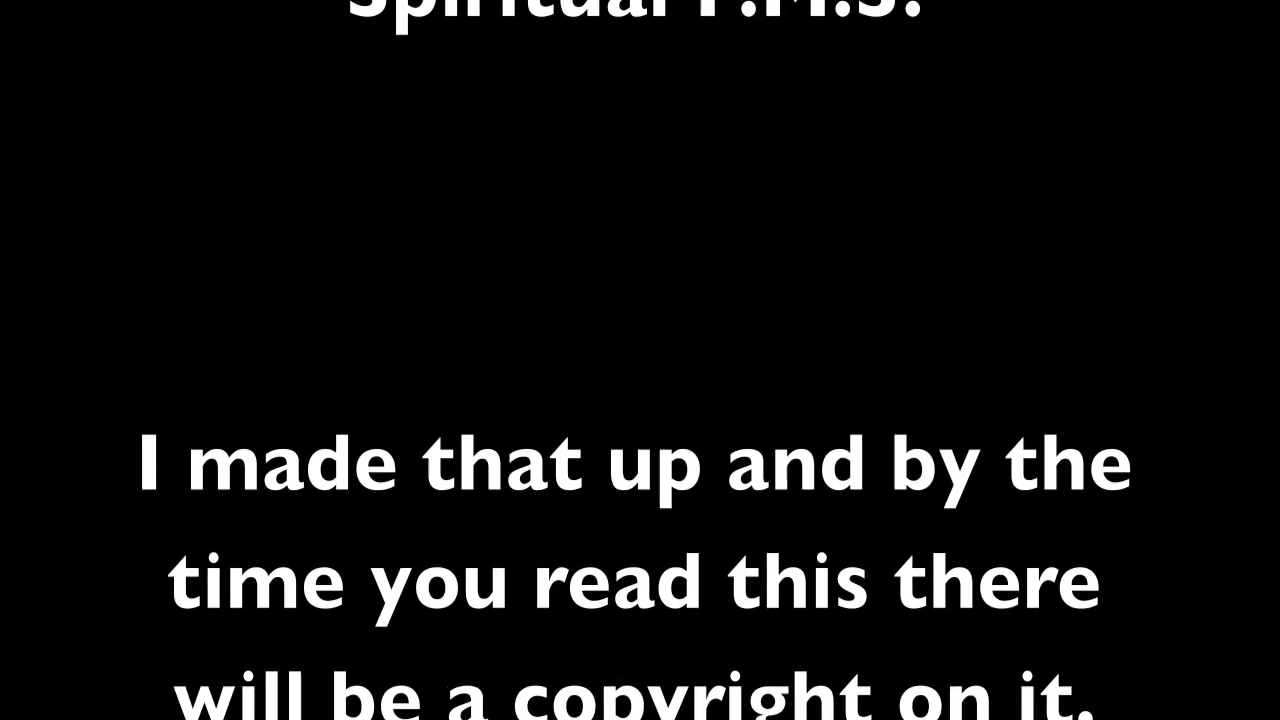 Spiritual P.M.S.
I made that up and by the
time you read this there
will be a copyright on it.